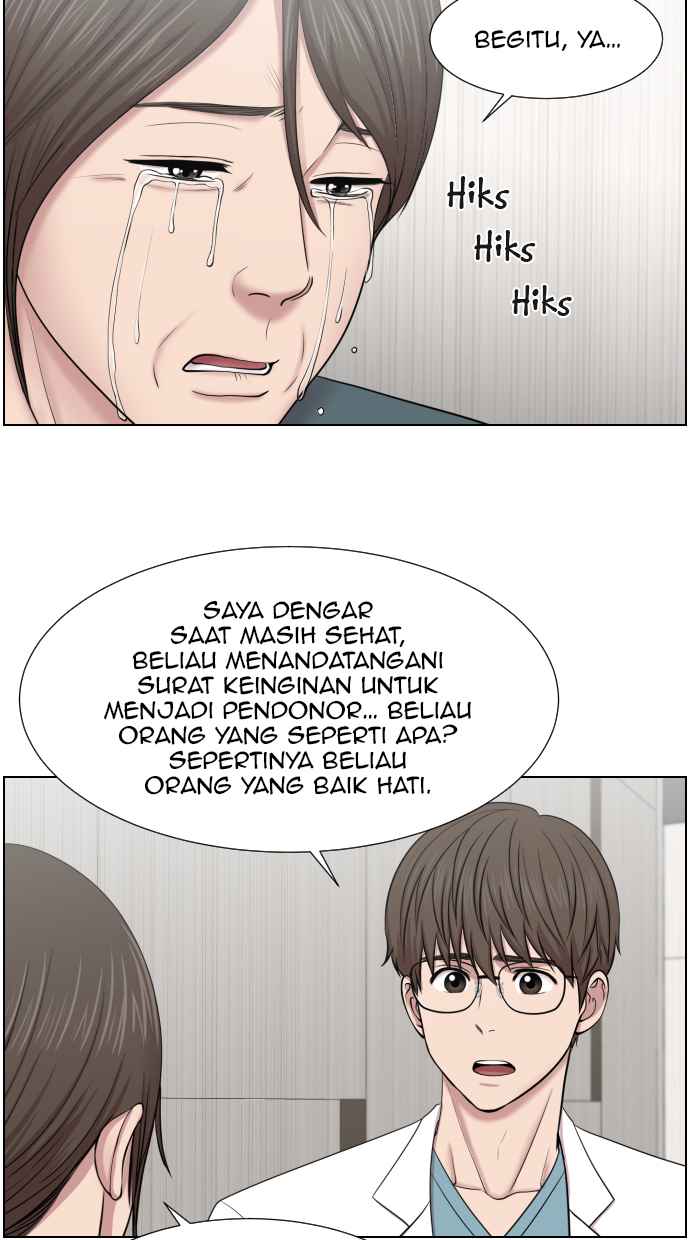 BEGITU, YA...
Hiks
Hiks
Hiks
SAYA DENGAR
SAAT MASIH SEHAT,
BELIAU MENANDATANGANI
SURAT KEINGINAN UNTUK
MENJADI PENDONOR... BELIAU
ORANG YANG SEPERTI APA?
SEPERTINYA BELIAU
ORANG YANG BAIK HATI.